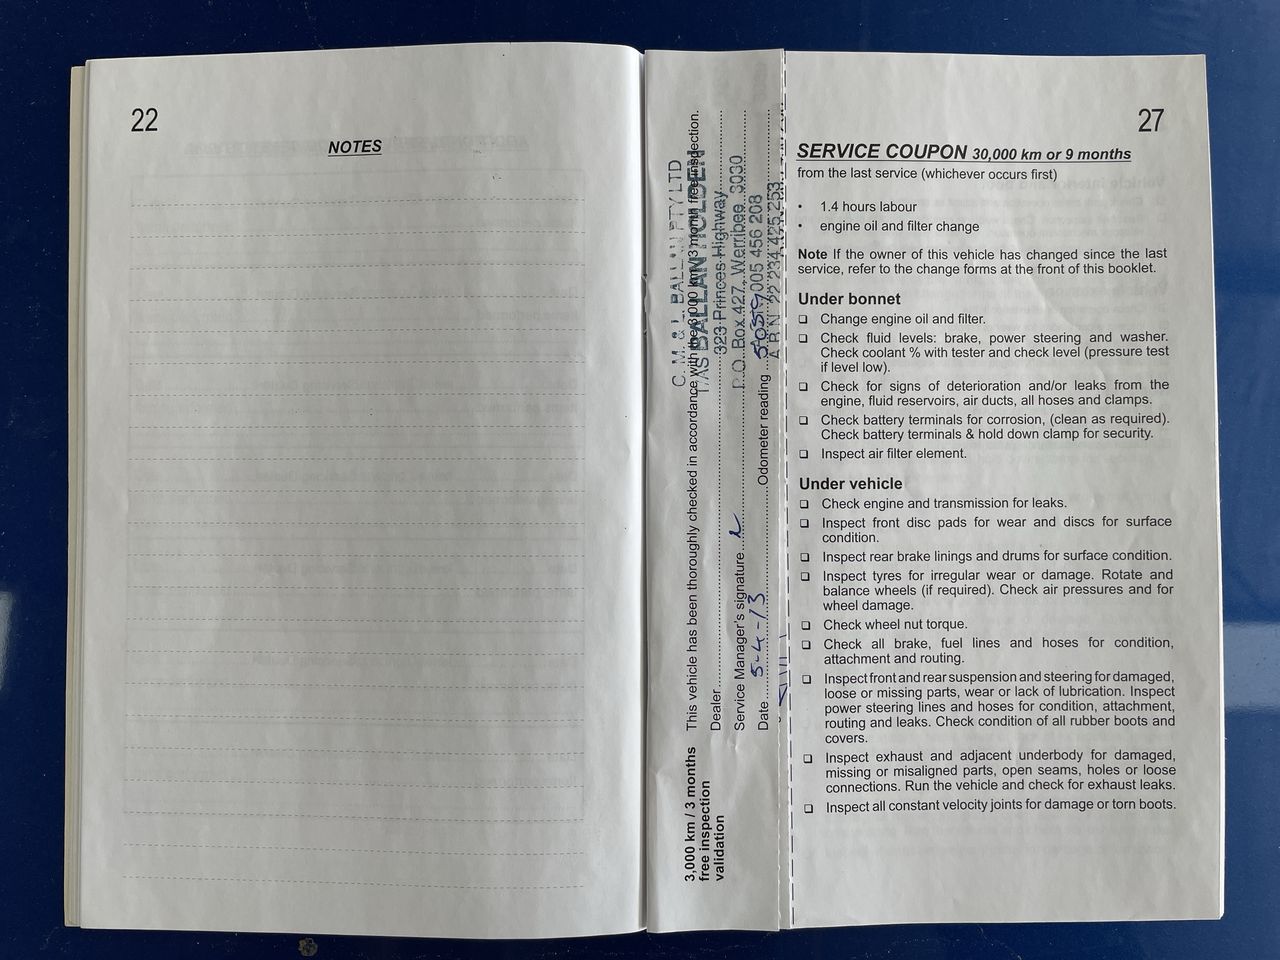 22
NOTES
3,000 km / 3 months
free inspection
validation
This vehicle has been thoroughly checked in accordance with the 3,000 km/3 month free inspection.
Dealer
Service Manager's signature
Date 5-4-13 Odometer reading
C. M. & L. BALLAN PTY LTD
T/AS BALLAN HOLDEN
323 Princes Highway
P.O. Box 427, Werribee 3030
005 456 208
A.B.N. 22 234 425 253
27
SERVICE COUPON 30,000 km or 9 months
from the last service (whichever occurs first)
• 1.4 hours labour
• engine oil and filter change
Note If the owner of this vehicle has changed since the last
service, refer to the change forms at the front of this booklet.
Under bonnet
❑ Change engine oil and filter.
❑ Check fluid levels: brake, power steering and washer.
Check coolant % with tester and check level (pressure test
if level low).
❑ Check for signs of deterioration and/or leaks from the
engine, fluid reservoirs, air ducts, all hoses and clamps.
❑ Check battery terminals for corrosion, (clean as required).
Check battery terminals & hold down clamp for security.
❑ Inspect air filter element.
Under vehicle
❑ Check engine and transmission for leaks.
❑ Inspect front disc pads for wear and discs for surface
condition.
❑ Inspect rear brake linings and drums for surface condition.
❑ Inspect tyres for irregular wear or damage. Rotate and
balance wheels (if required). Check air pressures and for
wheel damage.
❑ Check wheel nut torque.
❑ Check all brake, fuel lines and hoses for condition,
attachment and routing.
❑ Inspect front and rear suspension and steering for damaged,
loose or missing parts, wear or lack of lubrication. Inspect
power steering lines and hoses for condition, attachment,
routing and leaks. Check condition of all rubber boots and
covers.
❑ Inspect exhaust and adjacent underbody for damaged,
missing or misaligned parts, open seams, holes or loose
connections. Run the vehicle and check for exhaust leaks.
❑ Inspect all constant velocity joints for damage or torn boots.